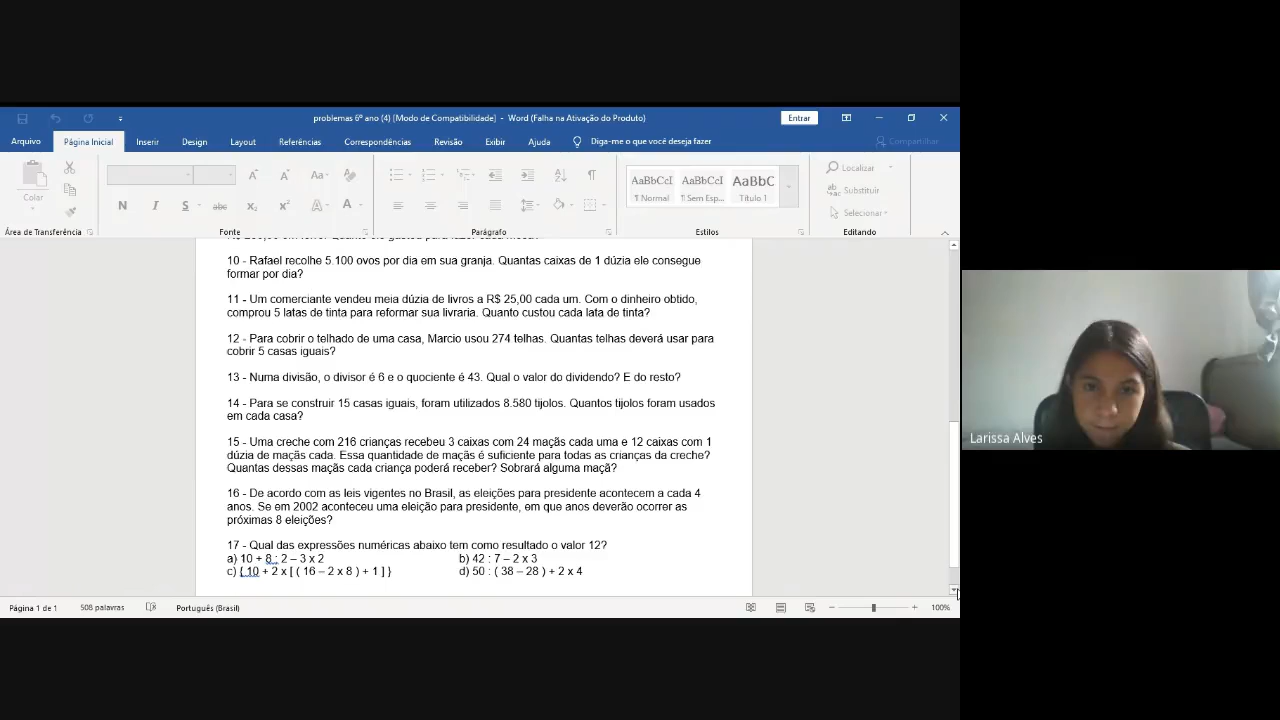 problemas 6º ano (4) [Modo de Compatibilidade] - Word (Falha na Ativação do Produto)
Entrar
Arquivo
Página Inicial
Inserir
Design
Layout
Referências
Correspondências
Revisão
Exibir
Ajuda
Diga-me o que você deseja fazer
Compartilhar
Colar
Aa
N
I
S
abc
x₂
x²
A
A
AaBbCcI
AaBbCcI
AaBbC
¶ Normal
¶ Sem Esp...
Título 1
Localizar
Substituir
Selecionar
Área de Transferência
Fonte
Parágrafo
Estilos
Editando
10 - Rafael recolhe 5.100 ovos por dia em sua granja. Quantas caixas de 1 dúzia ele consegue
formar por dia?
11 - Um comerciante vendeu meia dúzia de livros a R$ 25,00 cada um. Com o dinheiro obtido,
comprou 5 latas de tinta para reformar sua livraria. Quanto custou cada lata de tinta?
12 - Para cobrir o telhado de uma casa, Marcio usou 274 telhas. Quantas telhas deverá usar para
cobrir 5 casas iguais?
13 - Numa divisão, o divisor é 6 e o quociente é 43. Qual o valor do dividendo? E do resto?
14 - Para se construir 15 casas iguais, foram utilizados 8.580 tijolos. Quantos tijolos foram usados
em cada casa?
15 - Uma creche com 216 crianças recebeu 3 caixas com 24 maçãs cada uma e 12 caixas com 1
dúzia de maçãs cada. Essa quantidade de maçãs é suficiente para todas as crianças da creche?
Quantas dessas maçãs cada criança poderá receber? Sobrará alguma maçã?
16 - De acordo com as leis vigentes no Brasil, as eleições para presidente acontecem a cada 4
anos. Se em 2002 aconteceu uma eleição para presidente, em que anos deverão ocorrer as
próximas 8 eleições?
17 - Qual das expressões numéricas abaixo tem como resultado o valor 12?
a) 10 + 8 : 2 – 3 x 2 b) 42 : 7 – 2 x 3
c) { 10 + 2 x [ ( 16 – 2 x 8 ) + 1 ] } d) 50 : ( 38 – 28 ) + 2 x 4
Página 1 de 1
508 palavras
Português (Brasil)
100%
Larissa Alves